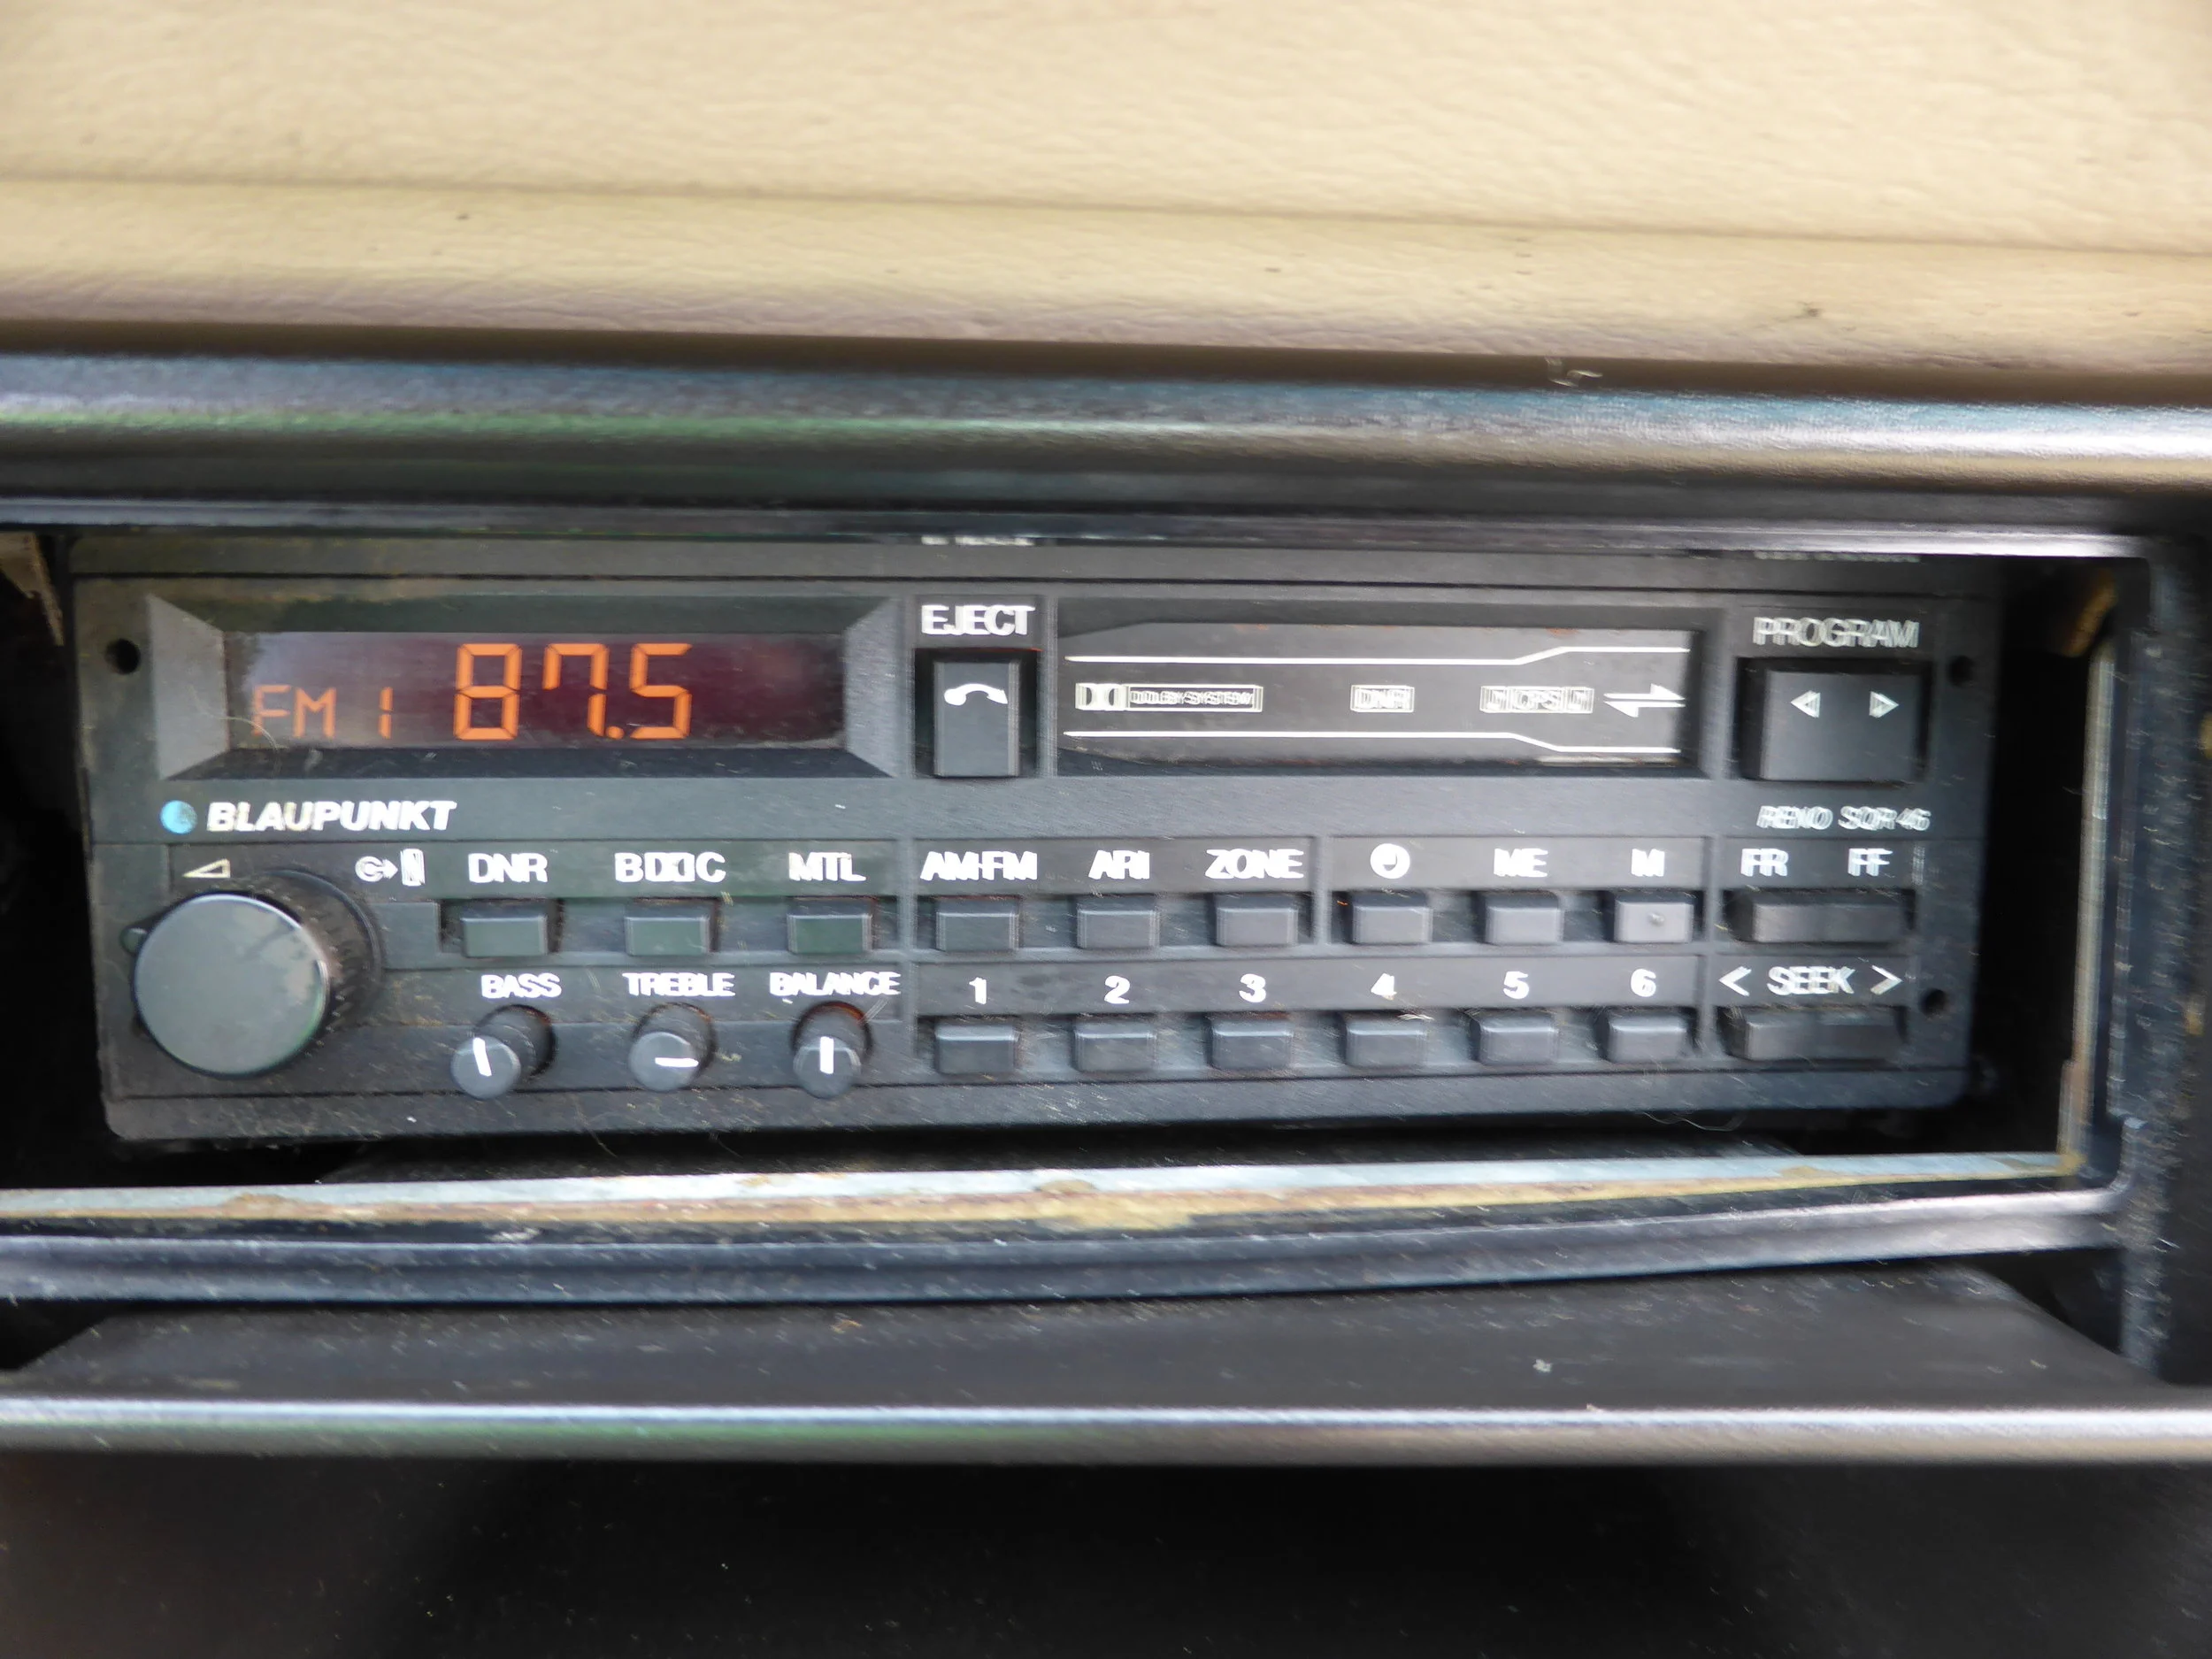 FM 1 87.5
EJECT
DOLBY SYSTEM
DNR
CPS
PROGRAM
BLAUPUNKT
RENO SQR 46
DNR
B C
MTL
AM-FM
ARI
ZONE
ME
M
FR FF
BASS
TREBLE
BALANCE
1
2
3
4
5
6
< SEEK >